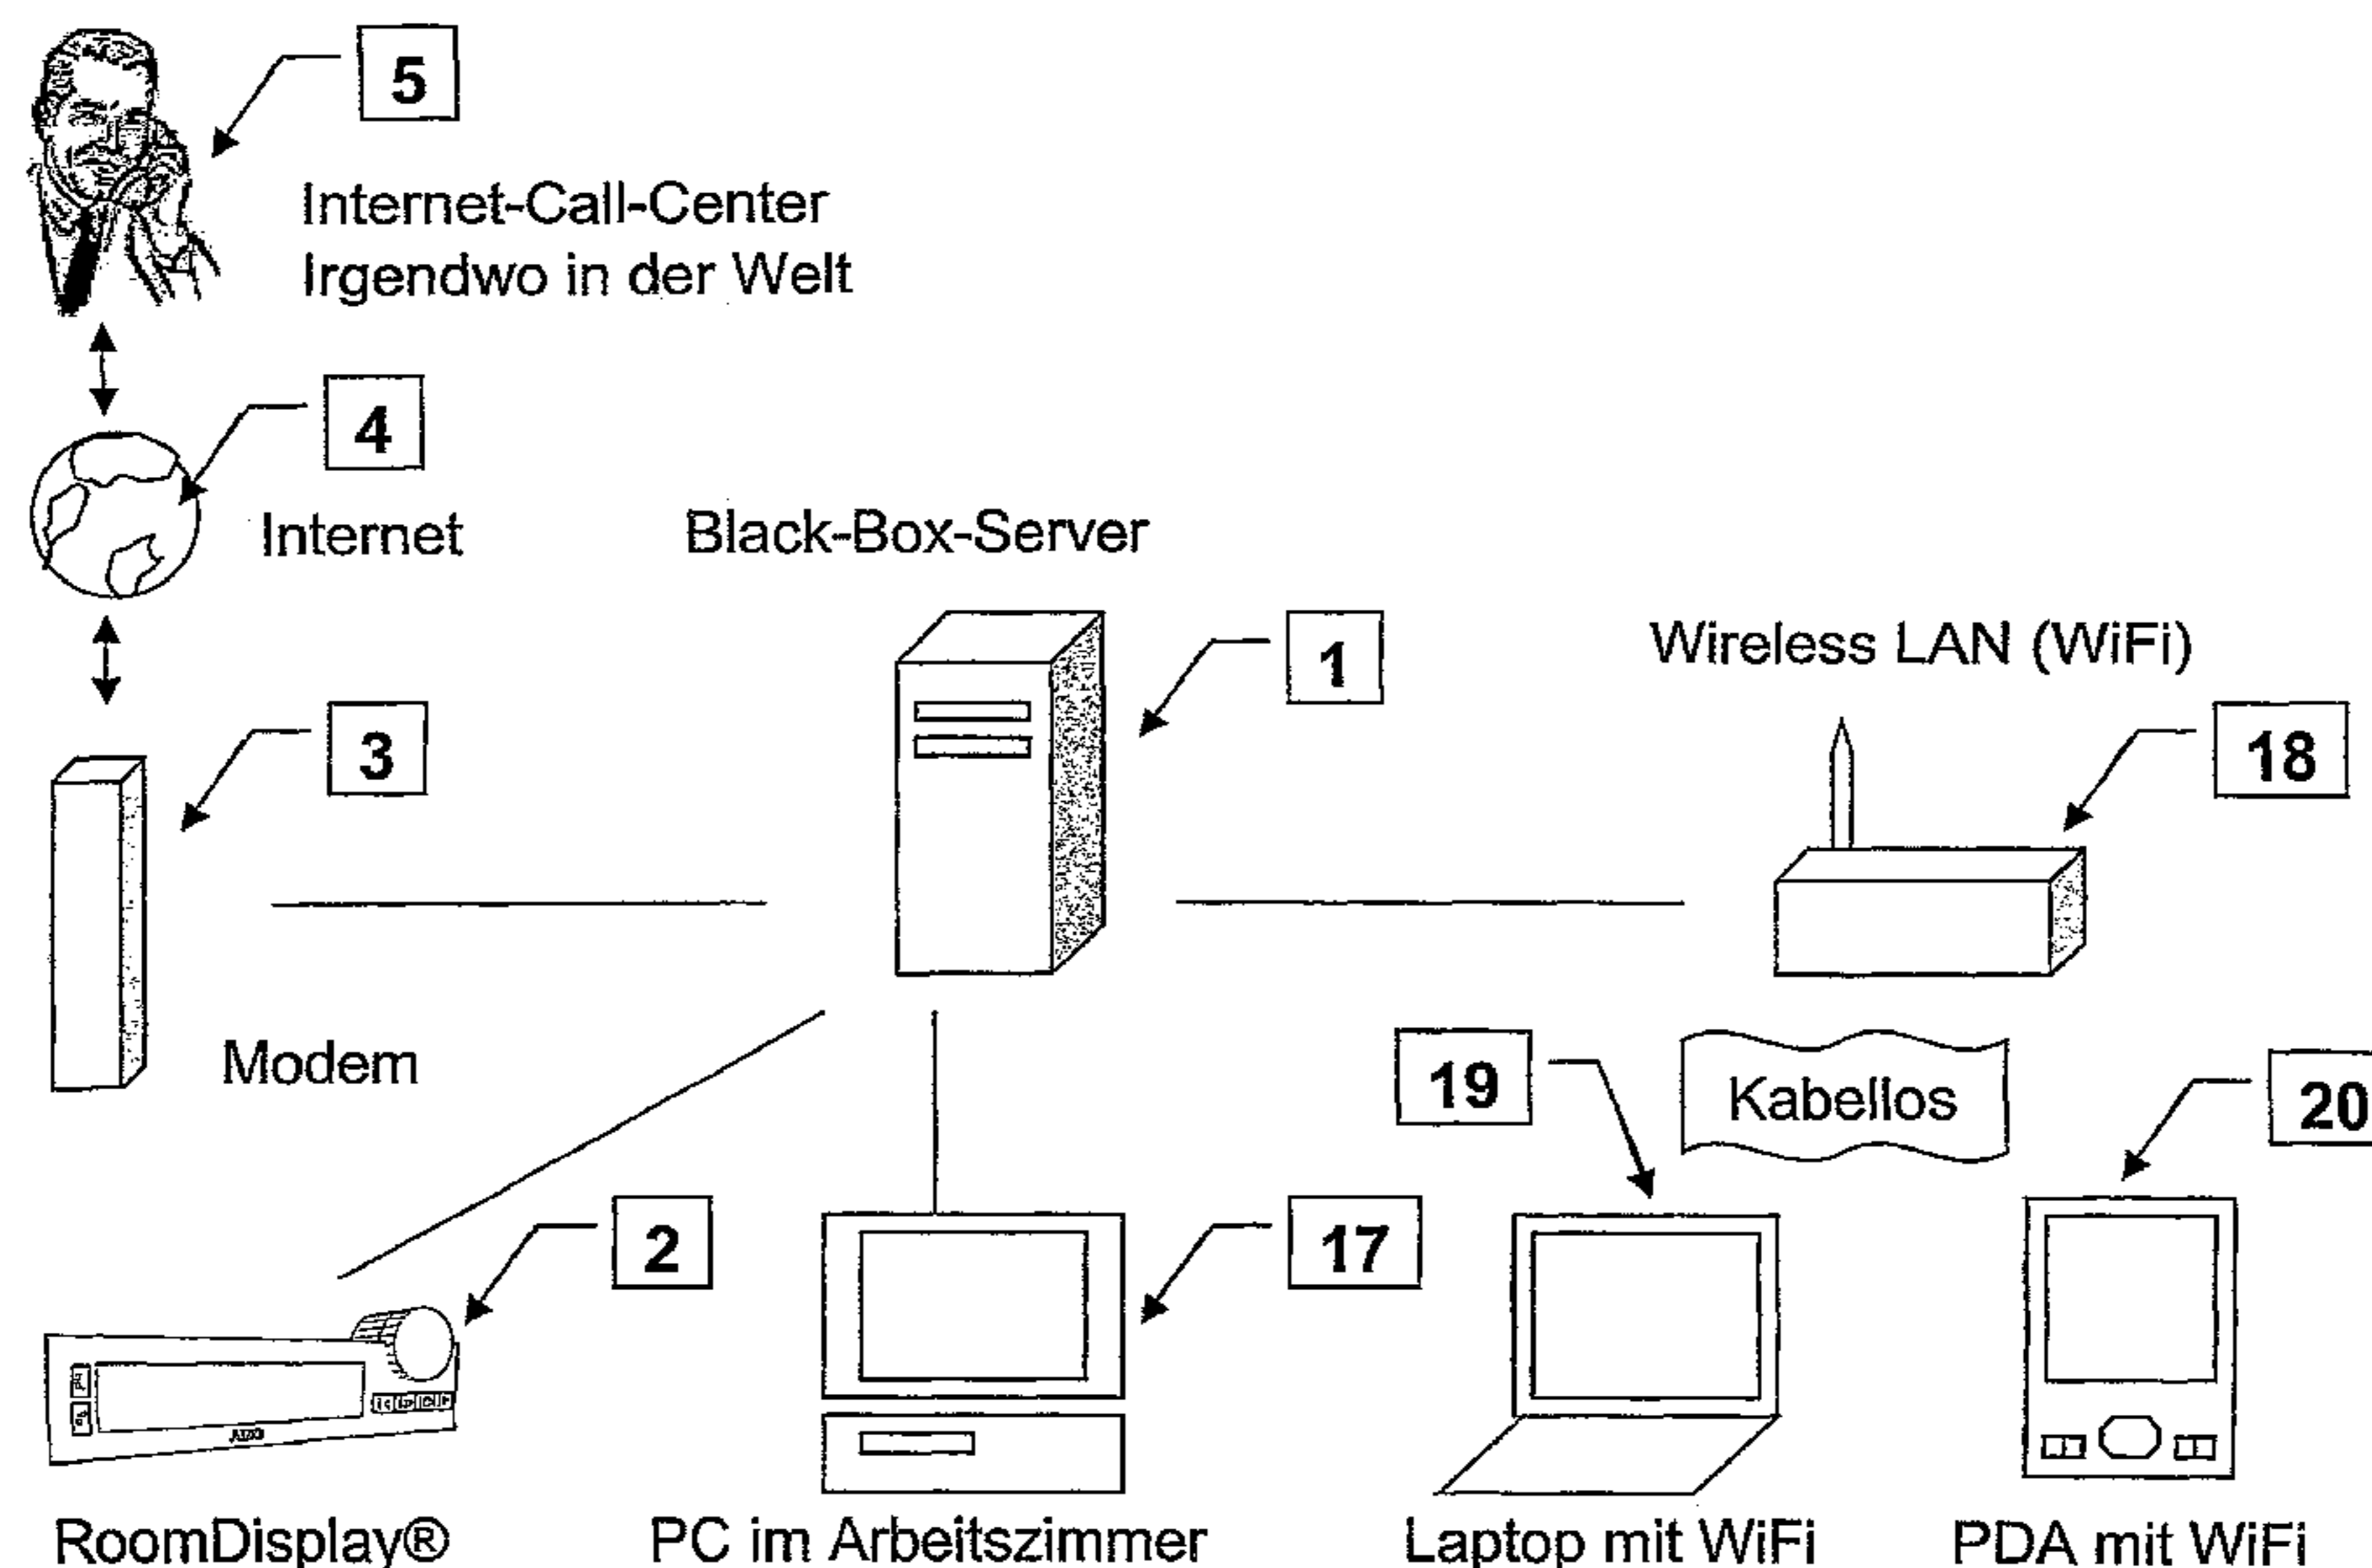 5
Internet-Call-Center
Irgendwo in der Welt
4
Internet
Black-Box-Server
1
Wireless LAN (WiFi)
3
18
Modem
19
Kabellos
20
2
17
RoomDisplay®
PC im Arbeitszimmer
Laptop mit WiFi
PDA mit WiFi